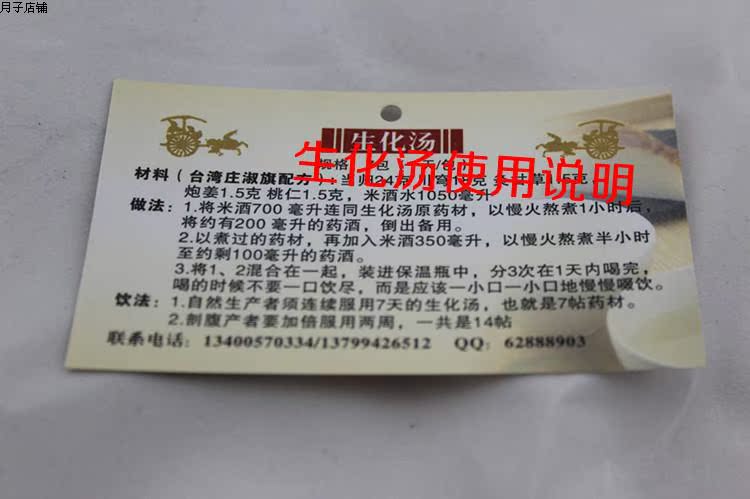 月子店铺
生化汤
生化汤使用说明
材料（台湾庄淑旗配方）：当归24克
炮姜1.5克 桃仁1.5克，米酒水1050毫升
做法：1.将米酒700 毫升连同生化汤原药材，以慢火熬煮1小时后，
将约有200 毫升的药酒，倒出备用。
2.以煮过的药材，再加入米酒350毫升，以慢火熬煮半小时
至约剩100毫升的药酒。
3.将1、2混合在一起，装进保温瓶中，分3次在1天内喝完，
喝的时候不要一口饮尽，而是应该一小口一小口地慢慢啜饮。
饮法：1.自然生产者须连续服用7天的生化汤，也就是7帖药材。
2.剖腹产者要加倍服用两周，一共是14帖
联系电话：13400570334/13799426512 QQ：62888903